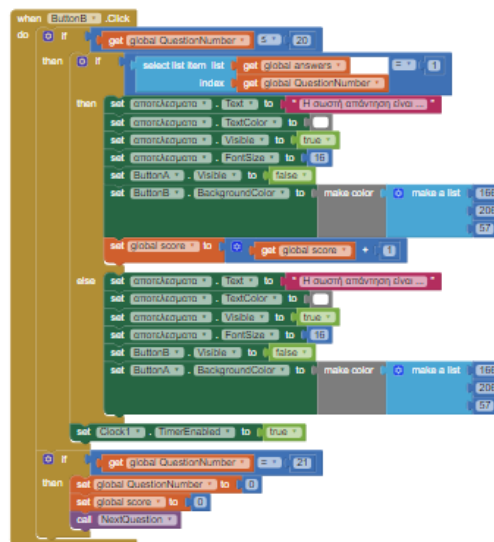 when ButtonB .Click
do if get global QuestionNumber ≤ 20
then if select list item list get global answers = 1
index get global QuestionNumber
then set αποτελεσματα . Text to " Η σωστή απάντηση είναι ... "
set αποτελεσματα . TextColor to
set αποτελεσματα . Visible to true
set αποτελεσματα . FontSize to 16
set ButtonA . Visible to false
set ButtonB . BackgroundColor to make color make a list 166
206
57
set global score to get global score + 1
else set αποτελεσματα . Text to " Η σωστή απάντηση είναι ... "
set αποτελεσματα . TextColor to
set αποτελεσματα . Visible to true
set αποτελεσματα . FontSize to 16
set ButtonB . Visible to false
set ButtonA . BackgroundColor to make color make a list 166
206
57
set Clock1 . TimerEnabled to true
if get global QuestionNumber = 21
then set global QuestionNumber to 0
set global score to 0
call NextQuestion